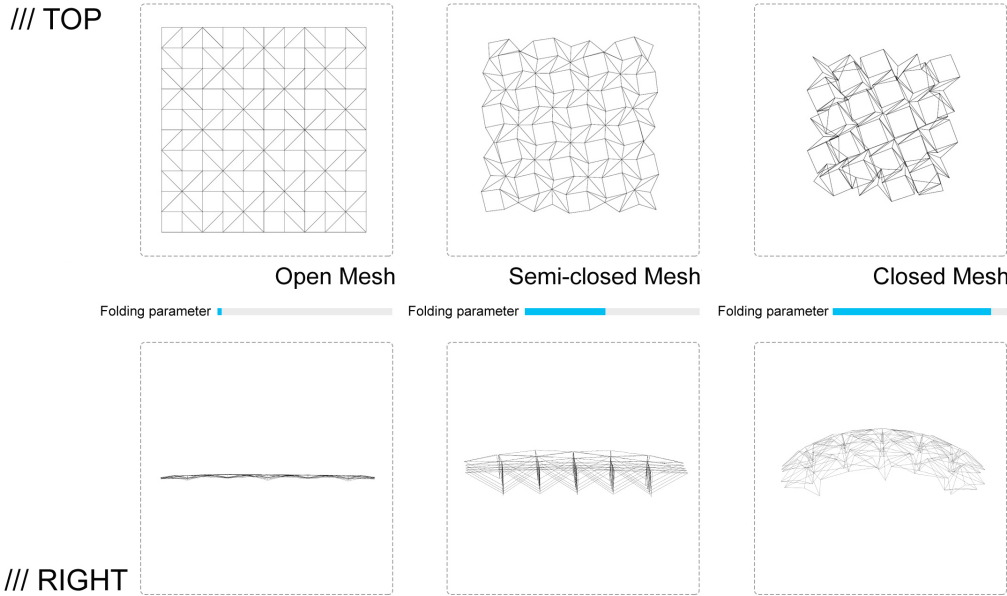 /// TOP
Open Mesh
Semi-closed Mesh
Closed Mesh
Folding parameter
Folding parameter
Folding parameter
/// RIGHT